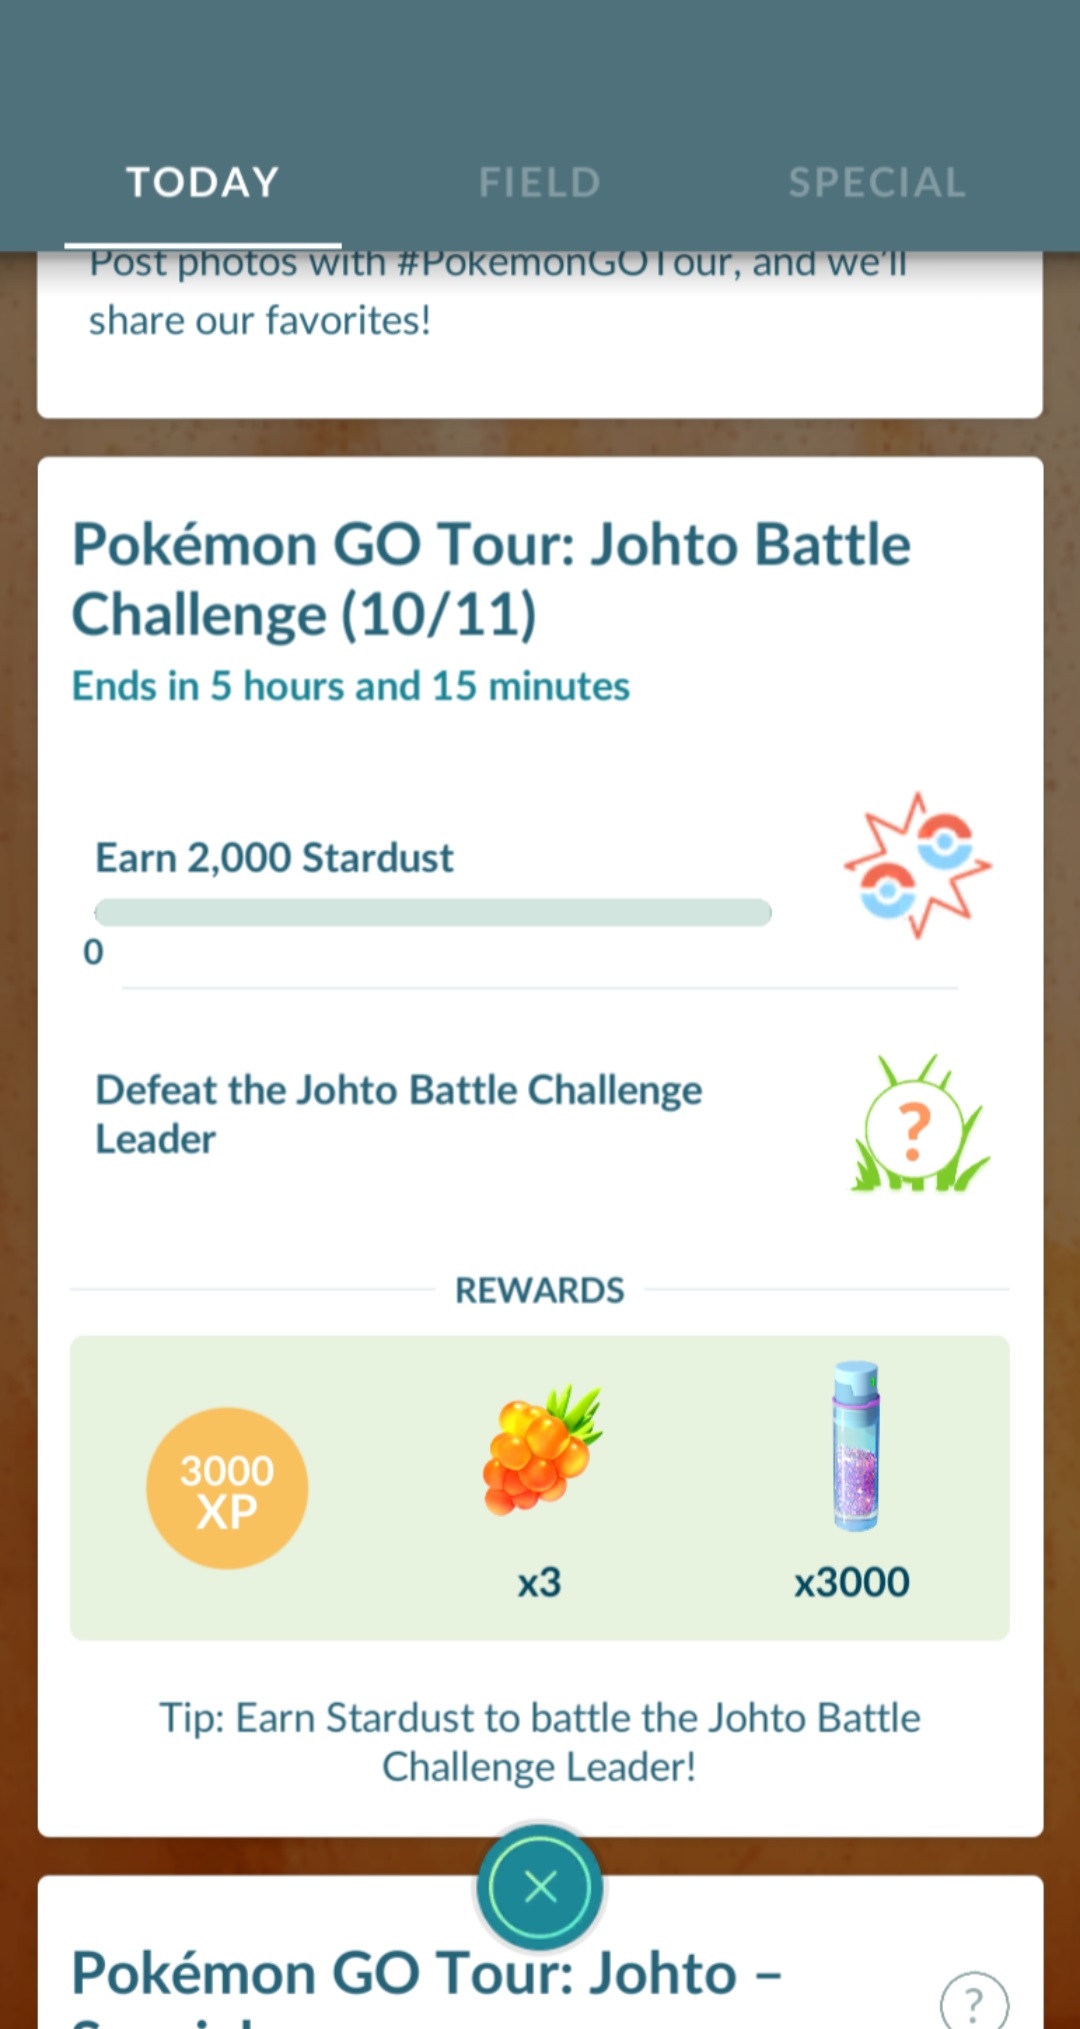 TODAY
FIELD
SPECIAL
Post photos with #PokemonGOTour, and we'll
share our favorites!
Pokémon GO Tour: Johto Battle
Challenge (10/11)
Ends in 5 hours and 15 minutes
Earn 2,000 Stardust
0
Defeat the Johto Battle Challenge
Leader
?
REWARDS
3000
XP
x3
x3000
Tip: Earn Stardust to battle the Johto Battle
Challenge Leader!
Pokémon GO Tour: Johto –
?